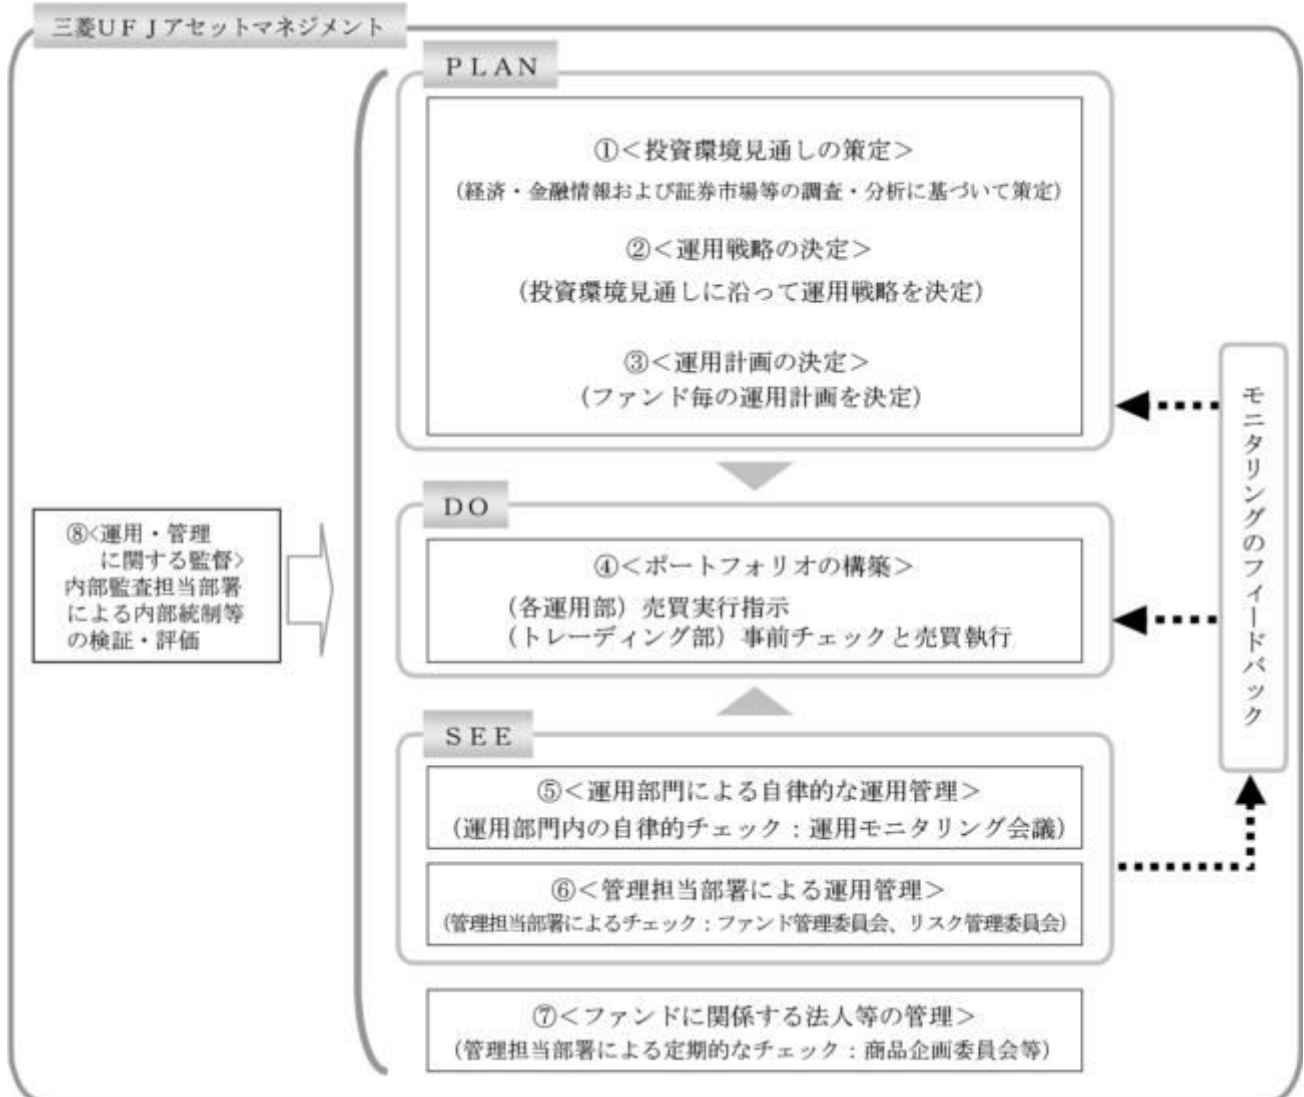 三菱ＵＦＪアセットマネジメント
ＰＬＡＮ
①＜投資環境見通しの策定＞
（経済・金融情報および証券市場等の調査・分析に基づいて策定）
②＜運用戦略の決定＞
（投資環境見通しに沿って運用戦略を決定）
③＜運用計画の決定＞
（ファンド毎の運用計画を決定）
ＤＯ
④＜ポートフォリオの構築＞
（各運用部）売買実行指示
（トレーディング部）事前チェックと売買執行
ＳＥＥ
⑤＜運用部門による自律的な運用管理＞
（運用部門内の自律的チェック：運用モニタリング会議）
⑥＜管理担当部署による運用管理＞
（管理担当部署によるチェック：ファンド管理委員会、リスク管理委員会）
⑦＜ファンドに関係する法人等の管理＞
（管理担当部署による定期的なチェック：商品企画委員会等）
⑧<運用・管理
に関する監督>
内部監査担当部署
による内部統制等
の検証・評価
モニタリングのフィードバック